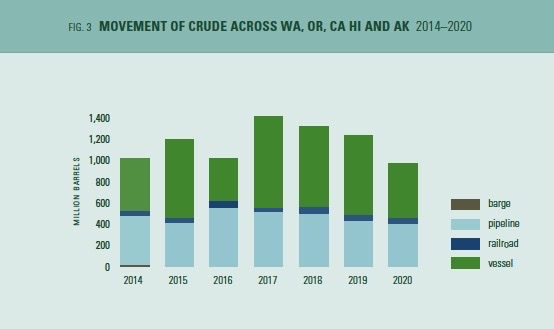 FIG. 3 MOVEMENT OF CRUDE ACROSS WA, OR, CA HI AND AK 2014–2020
MILLION BARRELS
1,400
1,200
1,000
800
600
400
200
0
2014 2015 2016 2017 2018 2019 2020
barge
pipeline
railroad
vessel